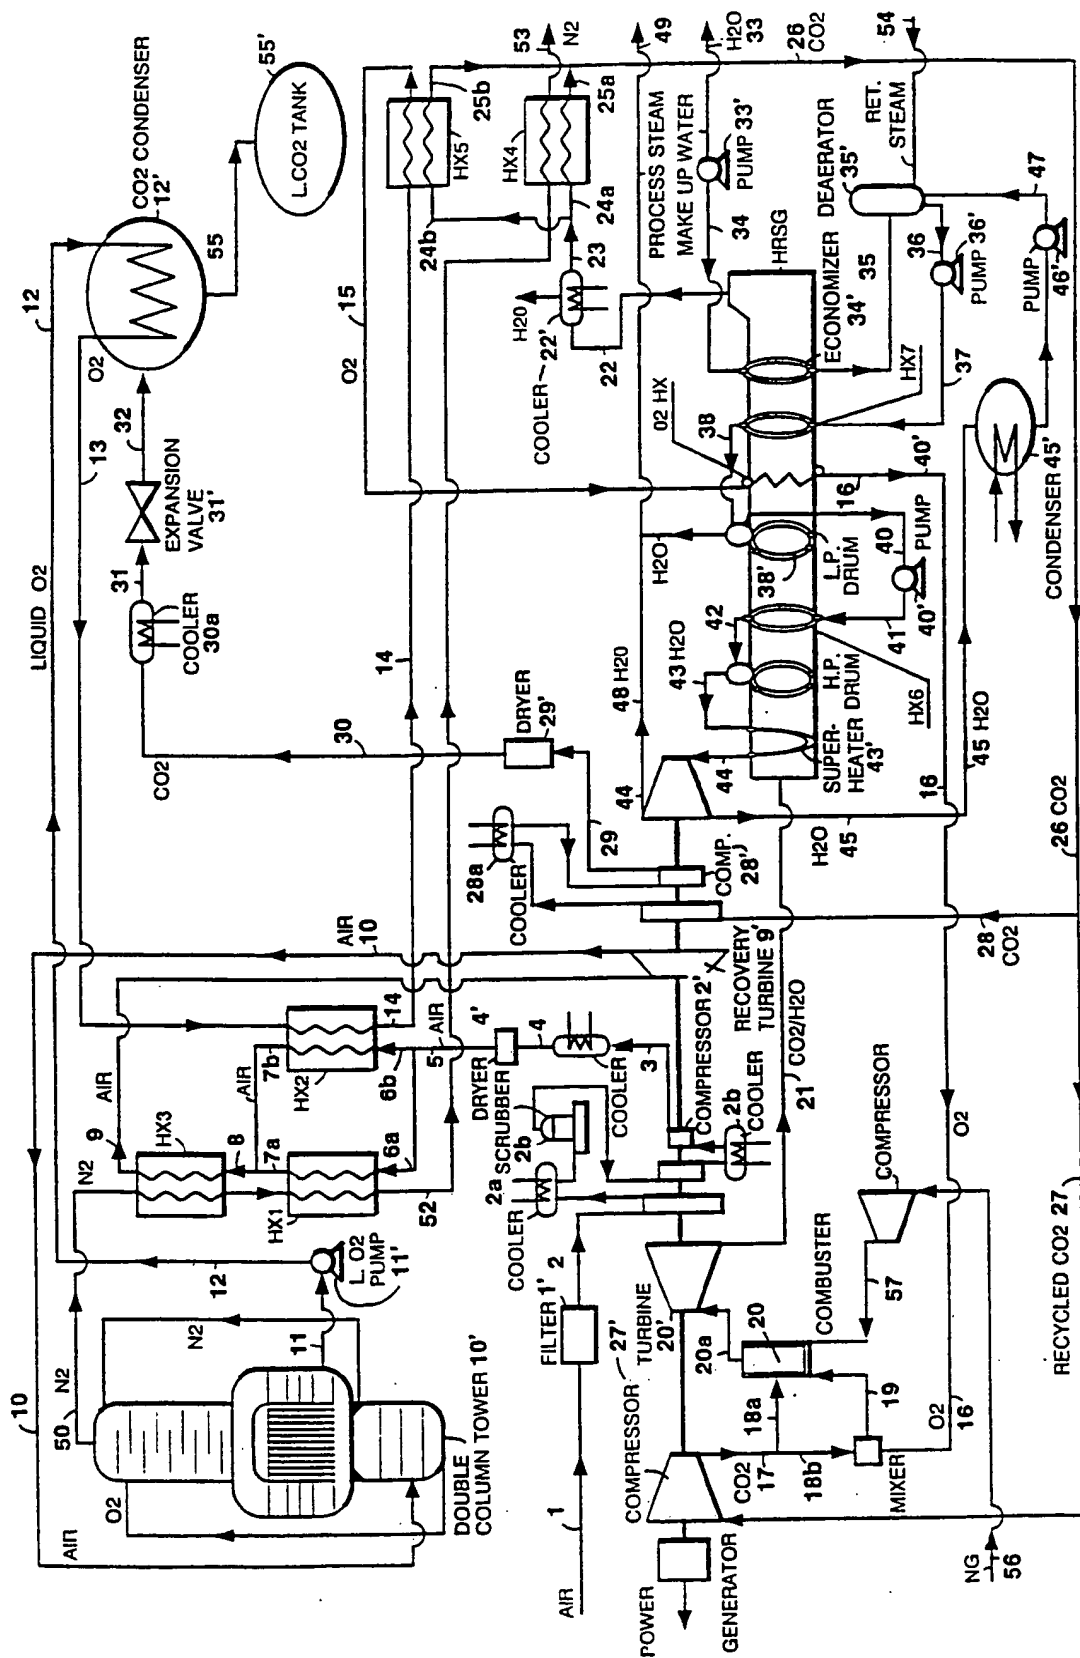 10
AIR
O2
50
N2
N2
11
DOUBLE
COLUMN TOWER 10'
L. O2
PUMP
11'
12
N2
9
HX3
8
7a
HX1
6a
52
AIR
AIR
7b
HX2
6b
14
5
AIR
AIR
10
LIQUID O2
12
13
O2
CO2 CONDENSER
12'
55
L.CO2 TANK
55'
32
EXPANSION
VALVE
31'
31
COOLER
30a
CO2
30
DRYER
29'
29
28a
COOLER
COMP.
28'
14
15
O2
HX5
25b
24b
HX4
24a
25a
53
N2
23
H20
COOLER
22'
22
PROCESS STEAM
49
MAKE UP WATER
34
PUMP 33'
H2O
33
26
CO2
54
RET.
STEAM
DEAERATOR
35'
HRSG
ECONOMIZER
34'
35
36
PUMP 36'
47
PUMP
46'
37
HX7
38
02 HX
16
40'
L.P.
DRUM
38'
H2O
40
PUMP
40'
41
42
H.P.
DRUM
HX6
43 H2O
SUPER-
HEATER
43'
44
44
48 H20
H2O
45
45 H2O
CONDENSER
45'
16
26 CO2
28
CO2
AIR
1
FILTER 1'
2
COOLER
2a
SCRUBBER
2b
DRYER
4'
4
COOLER
3
COMPRESSOR 2'
2b
COOLER
RECOVERY
TURBINE 9'
21
CO2/H2O
POWER
GENERATOR
COMPRESSOR
27'
TURBINE
20'
20a
CO2
17
18a
18b
20
COMBUSTER
57
COMPRESSOR
19
MIXER
O2
16
O2
NG
56
RECYCLED CO2 27